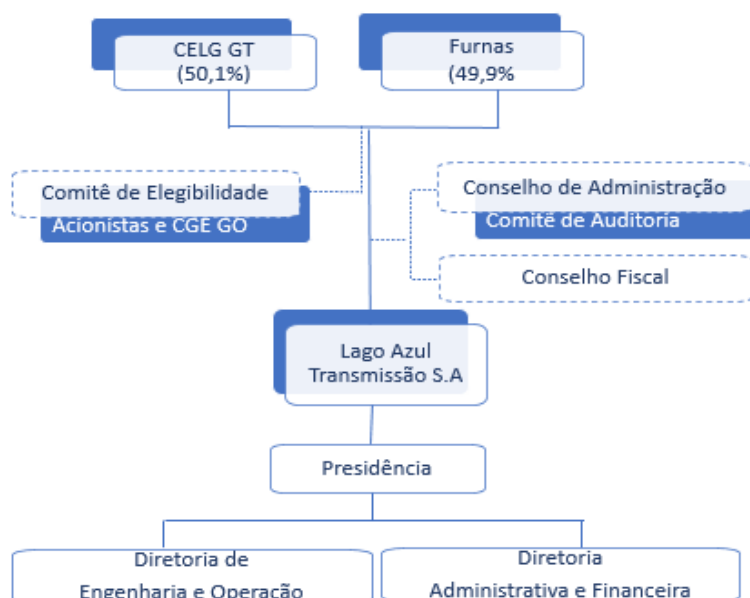 CELG GT
(50,1%)
Furnas
(49,9%
Comitê de Elegibilidade
Acionistas e CGE GO
Conselho de Administração
Comitê de Auditoria
Conselho Fiscal
Lago Azul
Transmissão S.A
Presidência
Diretoria de
Engenharia e Operação
Diretoria
Administrativa e Financeira